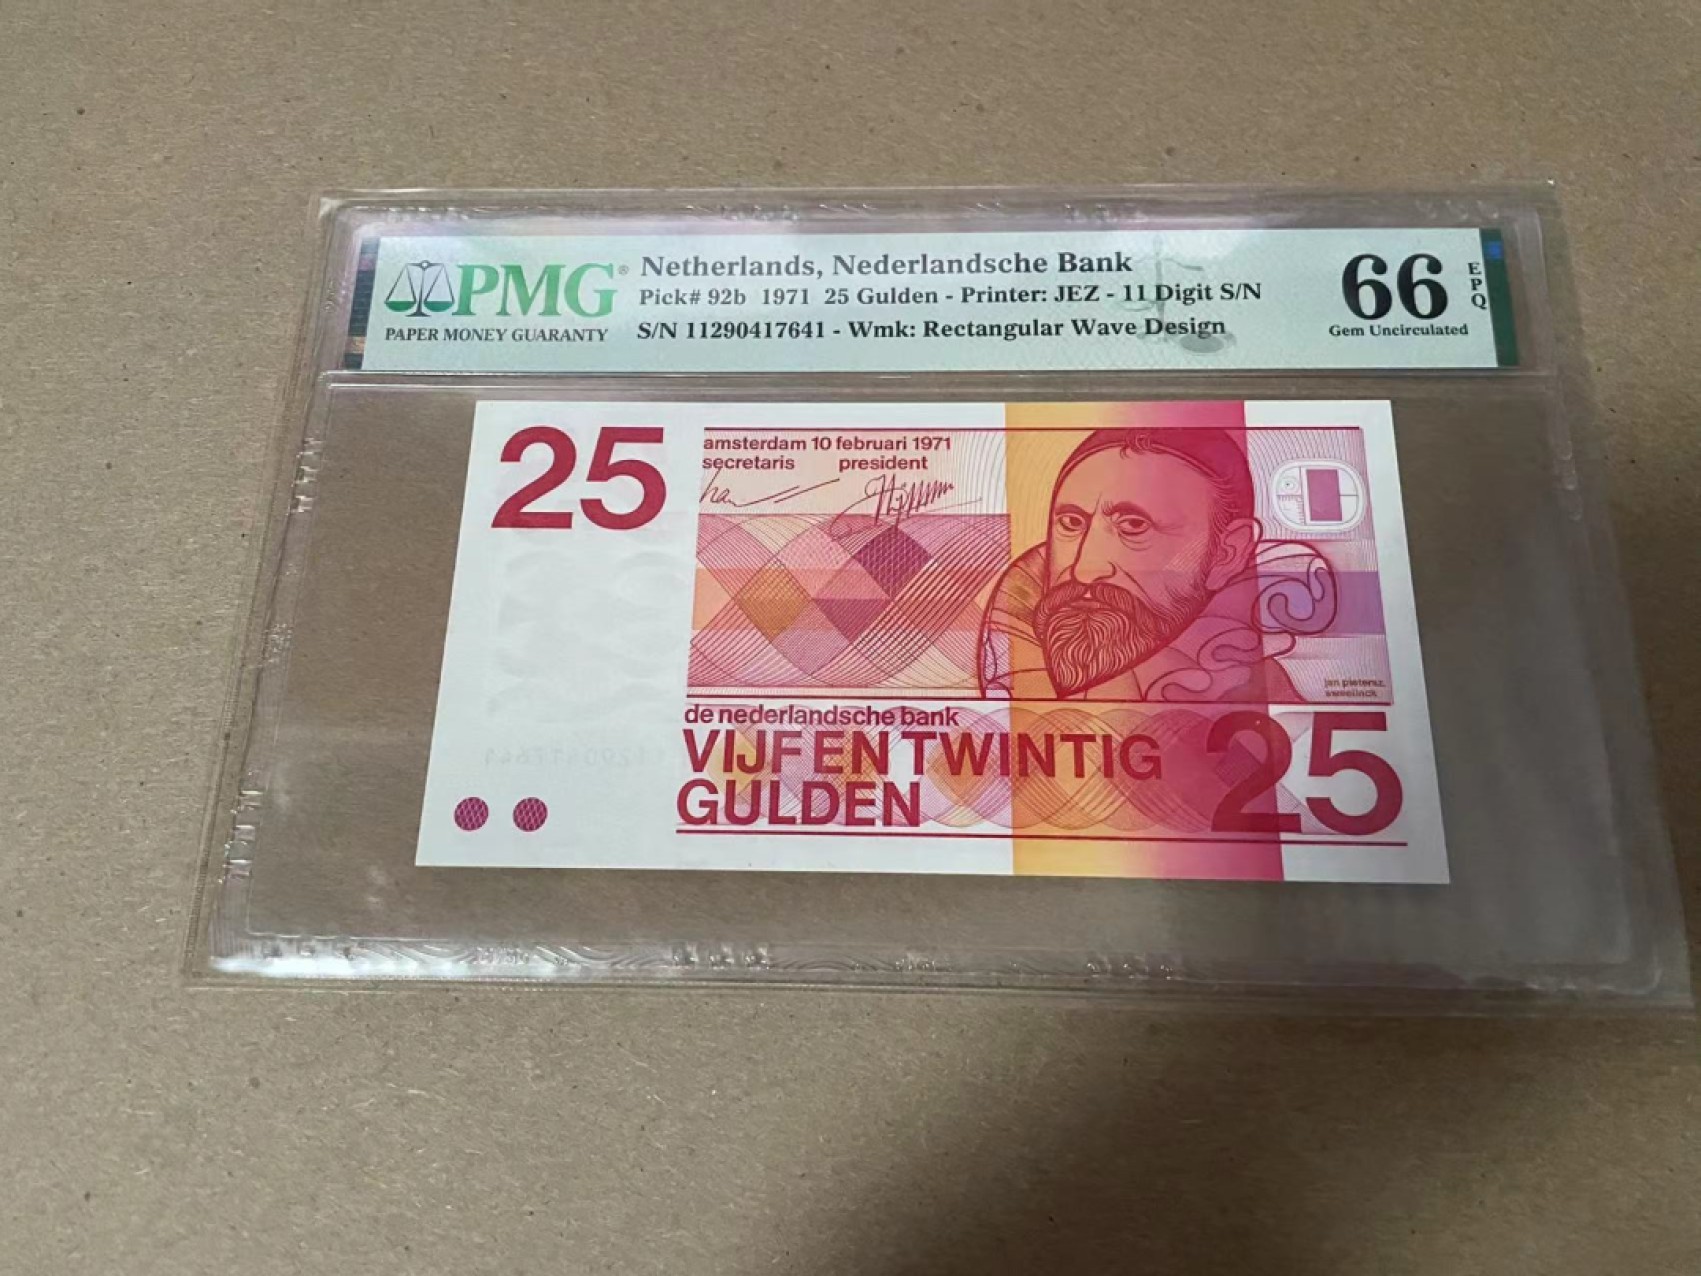 PMG®
PAPER MONEY GUARANTY
Netherlands, Nederlandsche Bank
Pick# 92b 1971 25 Gulden - Printer: JEZ - 11 Digit S/N
S/N 11290417641 - Wmk: Rectangular Wave Design
66
EPQ
Gem Uncirculated
25
amsterdam 10 februari 1971
secretaris president
jan pietersz.
sweelinck
de nederlandsche bank
VIJF EN TWINTIG
GULDEN
25